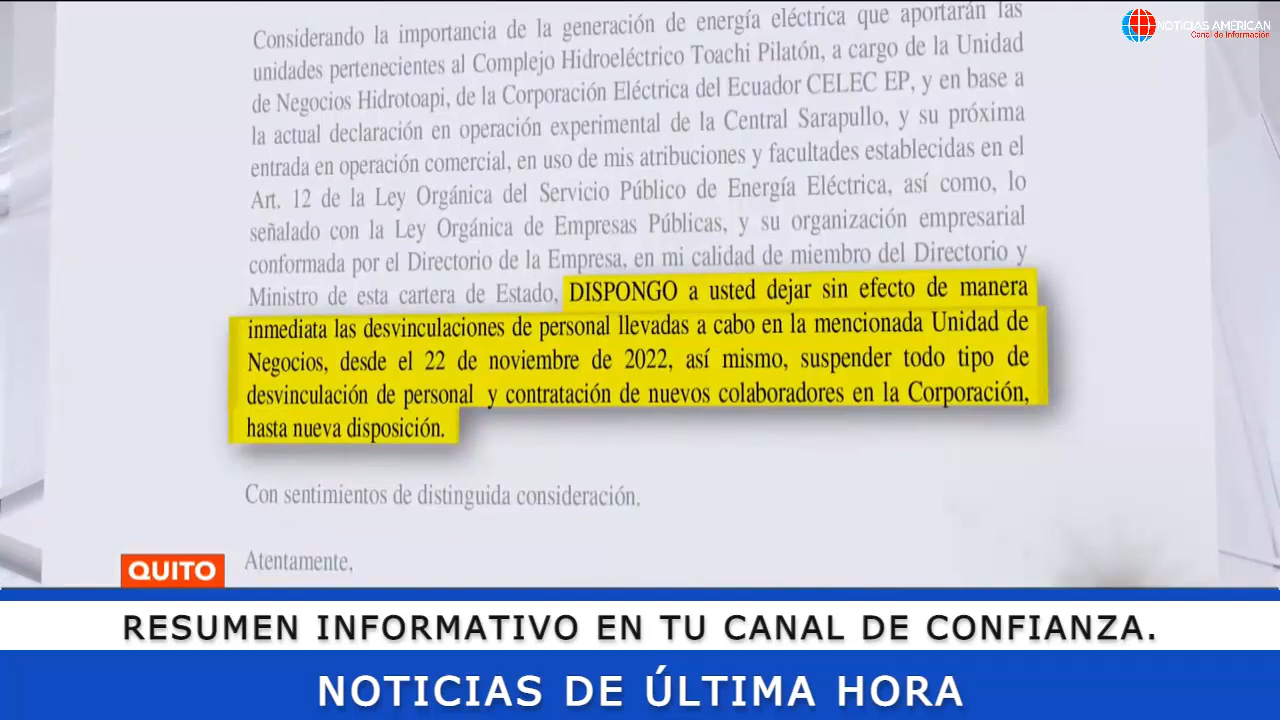 Considerando la importancia de la generación de energía eléctrica que aportarán las
unidades pertenecientes al Complejo Hidroeléctrico Toachi Pilatón, a cargo de la Unidad
de Negocios Hidrotoapi, de la Corporación Eléctrica del Ecuador CELEC EP, y en base a
la actual declaración en operación experimental de la Central Sarapullo, y su próxima
entrada en operación comercial, en uso de mis atribuciones y facultades establecidas en el
Art. 12 de la Ley Orgánica del Servicio Público de Energía Eléctrica, así como, lo
señalado con la Ley Orgánica de Empresas Públicas, y su organización empresarial
conformada por el Directorio de la Empresa, en mi calidad de miembro del Directorio y
Ministro de esta cartera de Estado, DISPONGO a usted dejar sin efecto de manera
inmediata las desvinculaciones de personal llevadas a cabo en la mencionada Unidad de
Negocios, desde el 22 de noviembre de 2022, así mismo, suspender todo tipo de
desvinculación de personal y contratación de nuevos colaboradores en la Corporación,
hasta nueva disposición.
Con sentimientos de distinguida consideración.
Atentamente,
NOTICIAS AMÉRICAN
Canal de Información
QUITO
RESUMEN INFORMATIVO EN TU CANAL DE CONFIANZA.
NOTICIAS DE ÚLTIMA HORA